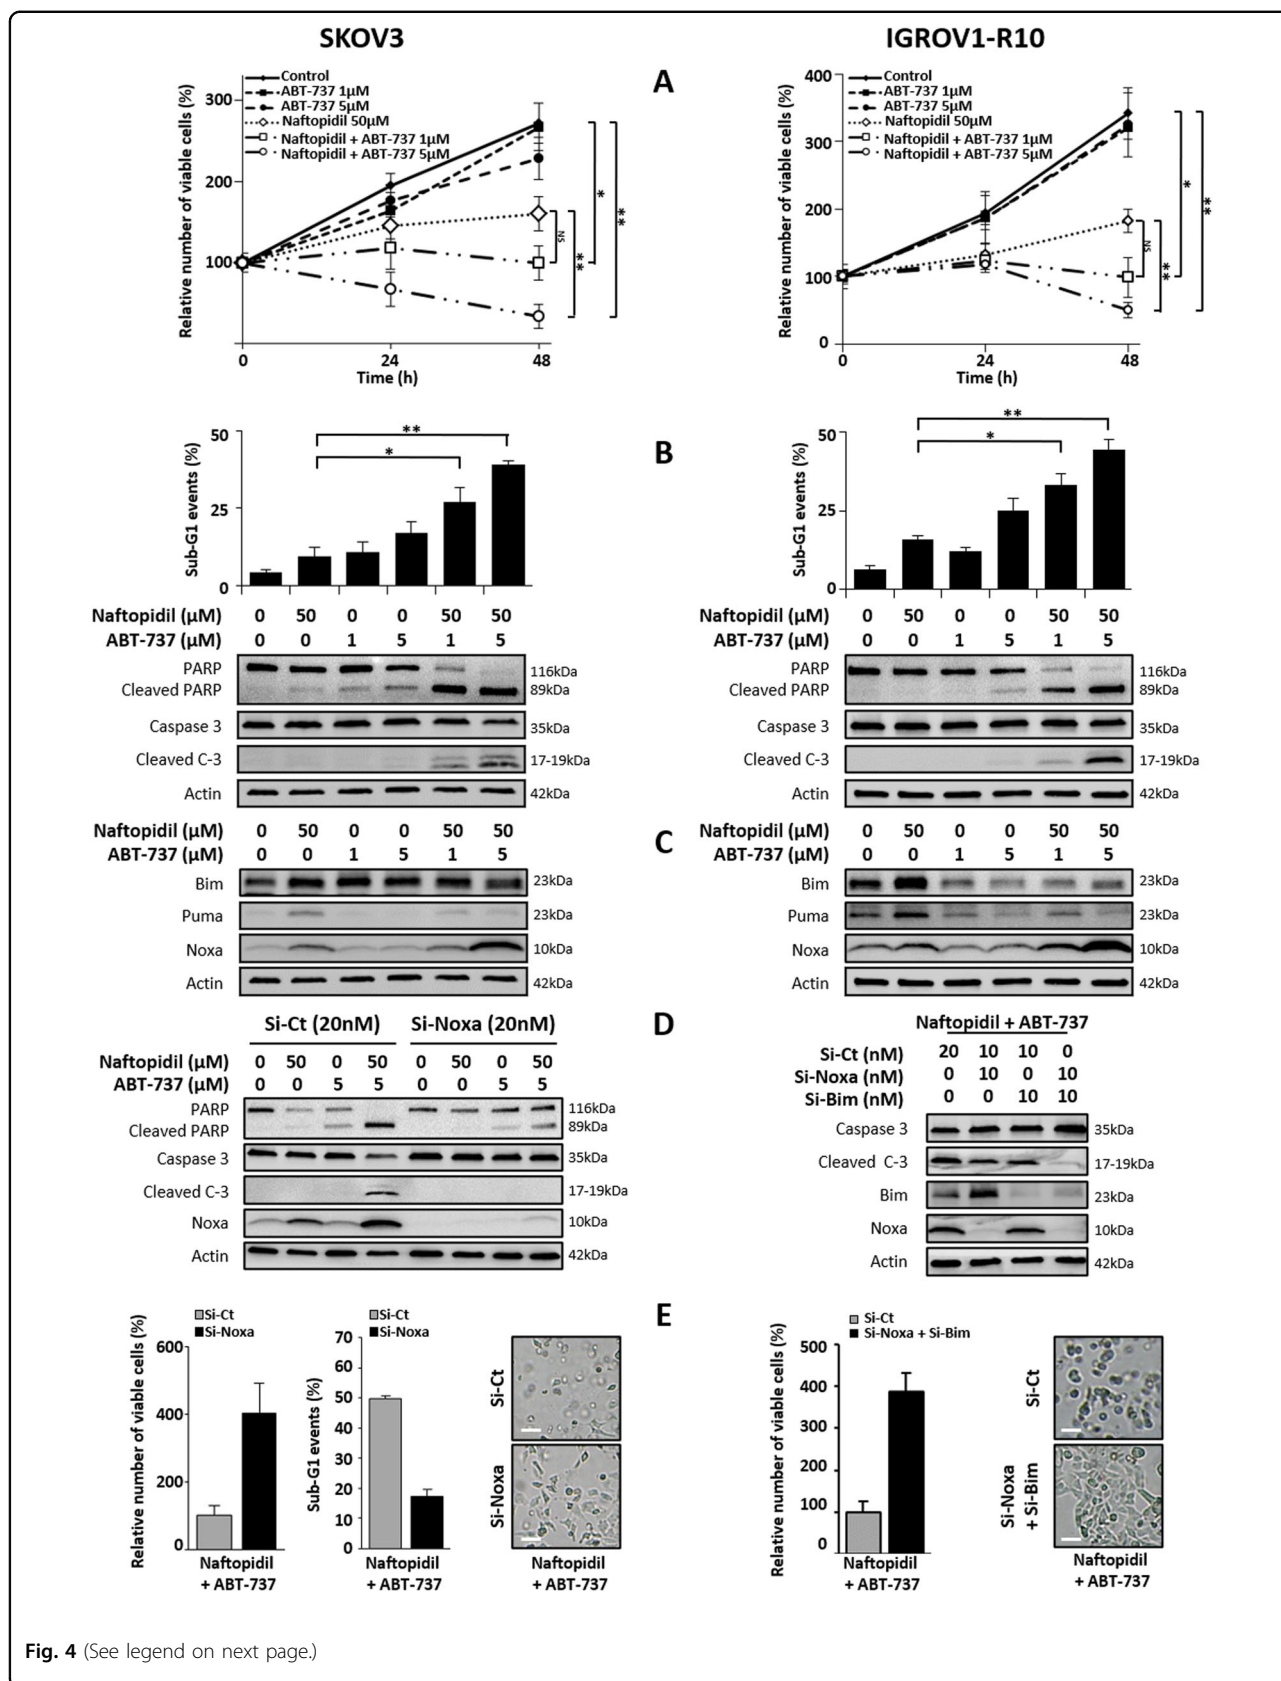 SKOV3
IGROV1-R10
A
Relative number of viable cells (%)
Control
ABT-737 1µM
ABT-737 5µM
Naftopidil 50µM
Naftopidil + ABT-737 1µM
Naftopidil + ABT-737 5µM
300
200
100
0 24 48
Time (h)
NS
**
*
**
Relative number of viable cells (%)
Control
ABT-737 1µM
ABT-737 5µM
Naftopidil 50µM
Naftopidil + ABT-737 1µM
Naftopidil + ABT-737 5µM
400
300
200
100
0
0 24 48
Time (h)
NS
**
*
**
B
Sub-G1 events (%)
50
25
0
**
*
Naftopidil (µM) 0 50 0 0 50 50
ABT-737 (µM) 0 0 1 5 1 5
PARP 116kDa
Cleaved PARP 89kDa
Caspase 3 35kDa
Cleaved C-3 17-19kDa
Actin 42kDa
Sub-G1 events (%)
50
25
0
**
*
Naftopidil (µM) 0 50 0 0 50 50
ABT-737 (µM) 0 0 1 5 1 5
PARP 116kDa
Cleaved PARP 89kDa
Caspase 3 35kDa
Cleaved C-3 17-19kDa
Actin 42kDa
C
Naftopidil (µM) 0 50 0 0 50 50
ABT-737 (µM) 0 0 1 5 1 5
Bim 23kDa
Puma 23kDa
Noxa 10kDa
Actin 42kDa
Naftopidil (µM) 0 50 0 0 50 50
ABT-737 (µM) 0 0 1 5 1 5
Bim 23kDa
Puma 23kDa
Noxa 10kDa
Actin 42kDa
D
Si-Ct (20nM) Si-Noxa (20nM)
Naftopidil (µM) 0 50 0 50 0 50 0 50
ABT-737 (µM) 0 0 5 5 0 0 5 5
PARP 116kDa
Cleaved PARP 89kDa
Caspase 3 35kDa
Cleaved C-3 17-19kDa
Noxa 10kDa
Actin 42kDa
Naftopidil + ABT-737
Si-Ct (nM) 20 10 10 0
Si-Noxa (nM) 0 10 0 10
Si-Bim (nM) 0 0 10 10
Caspase 3 35kDa
Cleaved C-3 17-19kDa
Bim 23kDa
Noxa 10kDa
Actin 42kDa
E
Relative number of viable cells (%)
Si-Ct
Si-Noxa
600
400
200
0
Naftopidil
+ ABT-737
Sub-G1 events (%)
Si-Ct
Si-Noxa
70
60
50
40
30
20
10
0
Naftopidil
+ ABT-737
Si-Ct
Si-Noxa
Naftopidil
+ ABT-737
Relative number of viable cells (%)
Si-Ct
Si-Noxa + Si-Bim
500
400
300
200
100
0
Naftopidil
+ ABT-737
Si-Ct
Si-Noxa
+ Si-Bim
Naftopidil
+ ABT-737
Fig. 4 (See legend on next page.)